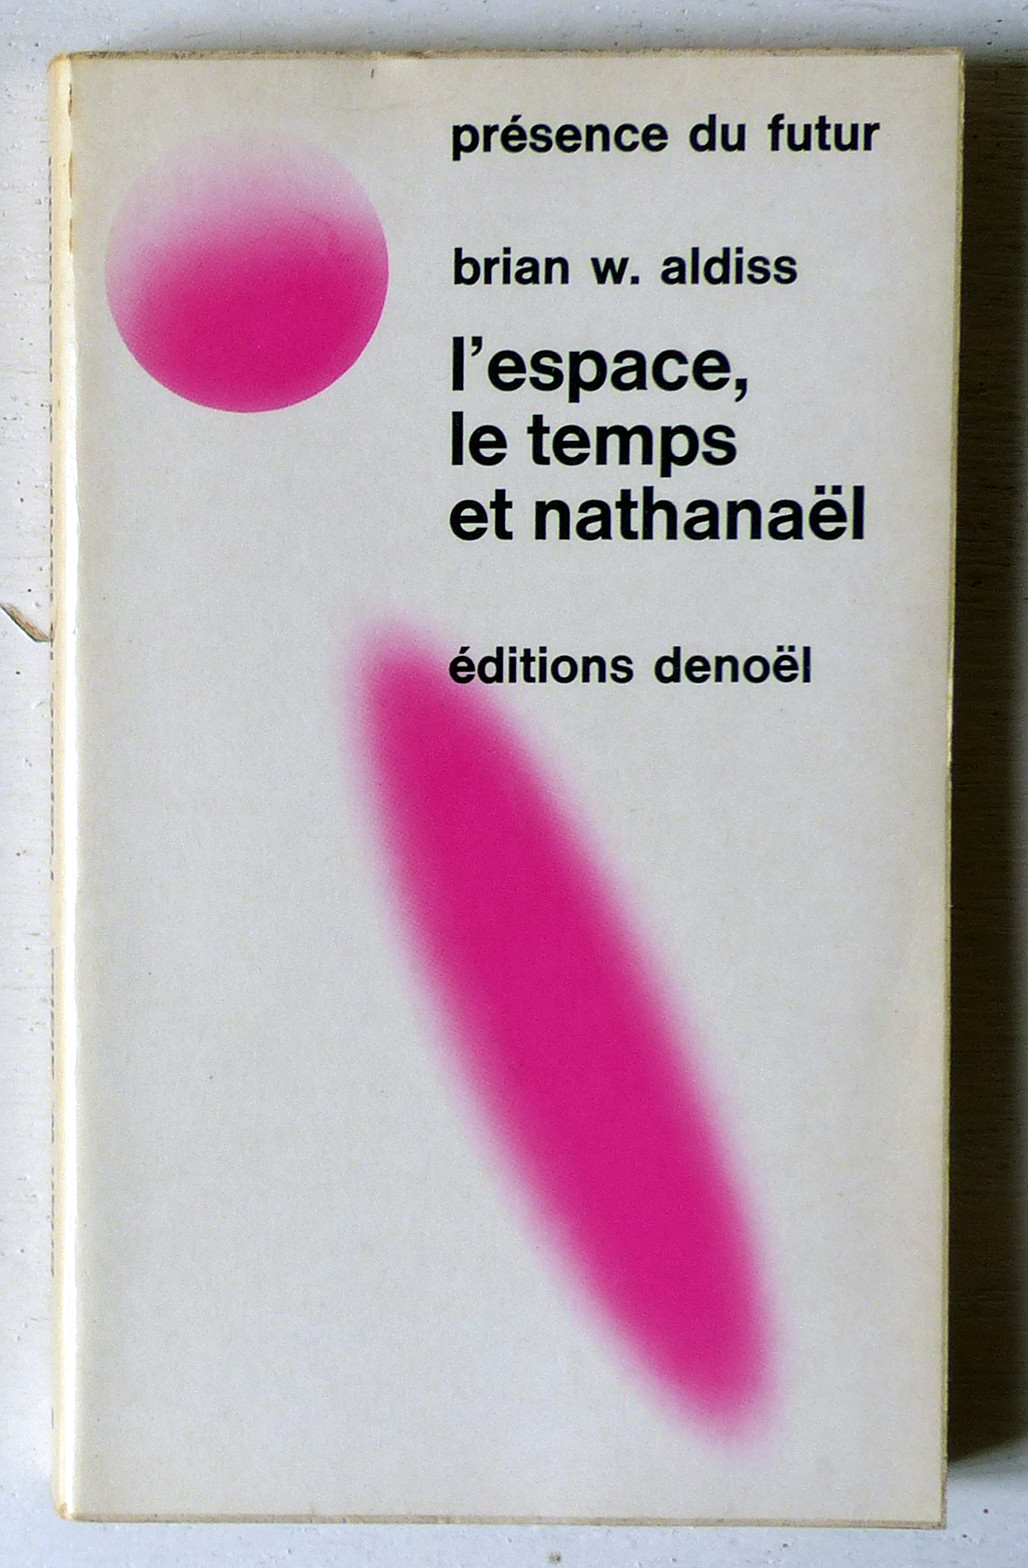 présence du futur
brian w. aldiss
l’espace,
le temps
et nathanaël
éditions denoël